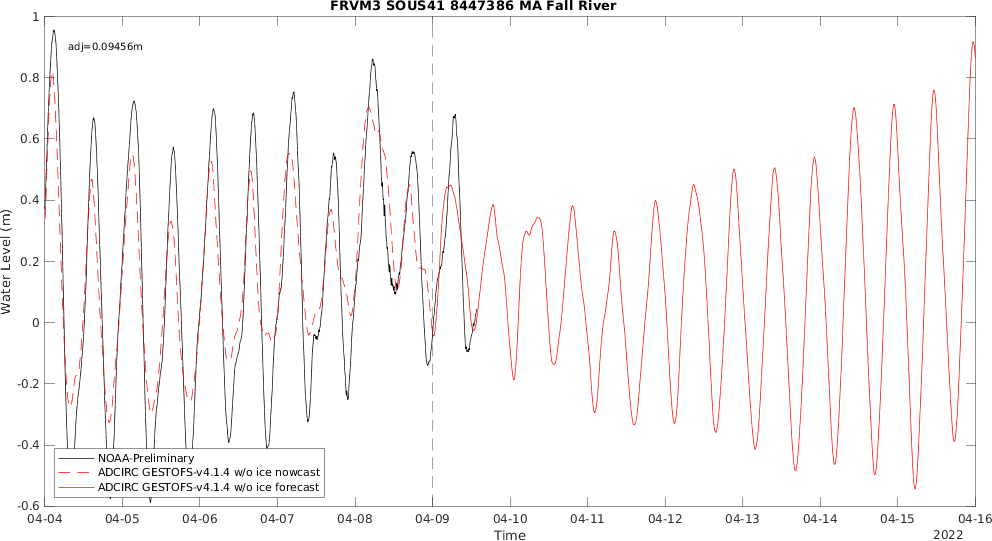 FRVM3 SOUS41 8447386 MA Fall River
adj=0.09456m
1
0.8
0.6
0.4
0.2
0
-0.2
-0.4
-0.6
Water Level (m)
NOAA-Preliminary
ADCIRC GESTOFS-v4.1.4 w/o ice nowcast
ADCIRC GESTOFS-v4.1.4 w/o ice forecast
04-04 04-05 04-06 04-07 04-08 04-09 04-10 04-11 04-12 04-13 04-14 04-15 04-16
Time
2022